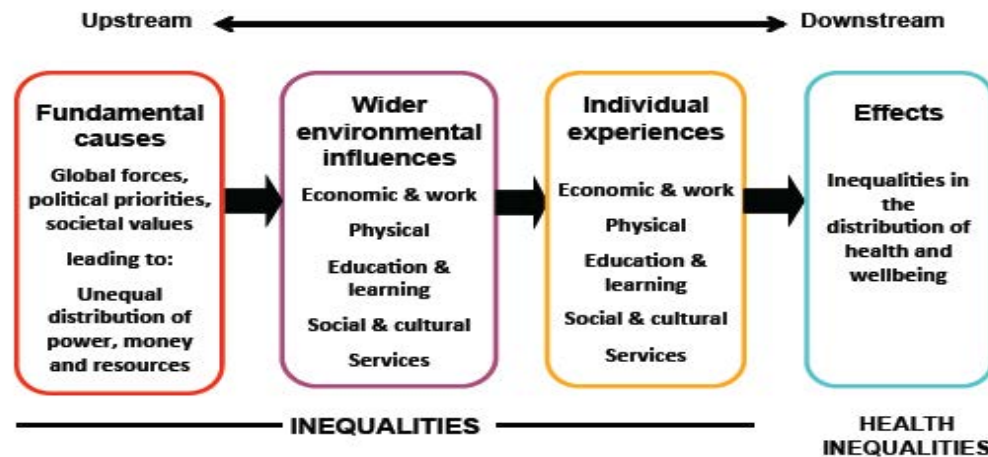 Upstream
Downstream
Fundamental
causes
Global forces,
political priorities,
societal values
leading to:
Unequal
distribution of
power, money
and resources
Wider
environmental
influences
Economic & work
Physical
Education &
learning
Social & cultural
Services
Individual
experiences
Economic & work
Physical
Education &
learning
Social & cultural
Services
Effects
Inequalities in
the
distribution of
health and
wellbeing
INEQUALITIES
HEALTH
INEQUALITIES